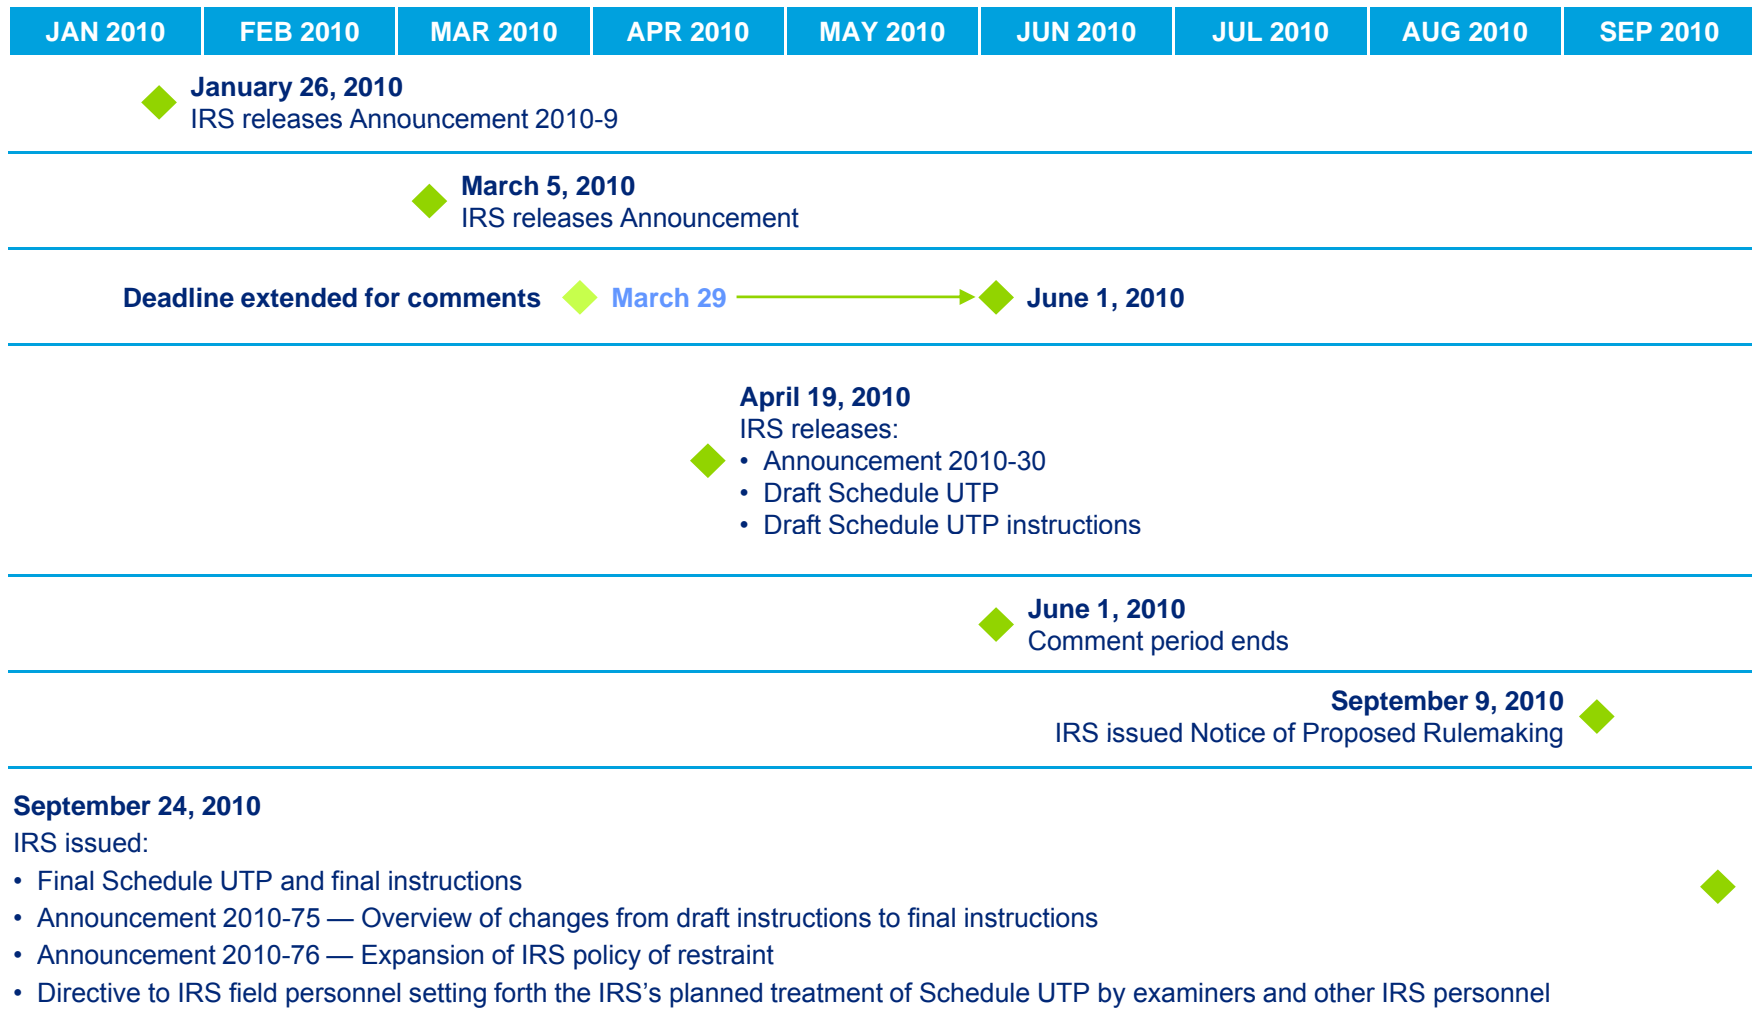 JAN 2010 FEB 2010 MAR 2010 APR 2010 MAY 2010 JUN 2010 JUL 2010 AUG 2010 SEP 2010
January 26, 2010
IRS releases Announcement 2010-9
March 5, 2010
IRS releases Announcement
Deadline extended for comments March 29 June 1, 2010
April 19, 2010
IRS releases:
• Announcement 2010-30
• Draft Schedule UTP
• Draft Schedule UTP instructions
June 1, 2010
Comment period ends
September 9, 2010
IRS issued Notice of Proposed Rulemaking
September 24, 2010
IRS issued:
• Final Schedule UTP and final instructions
• Announcement 2010-75 — Overview of changes from draft instructions to final instructions
• Announcement 2010-76 — Expansion of IRS policy of restraint
• Directive to IRS field personnel setting forth the IRS’s planned treatment of Schedule UTP by examiners and other IRS personnel